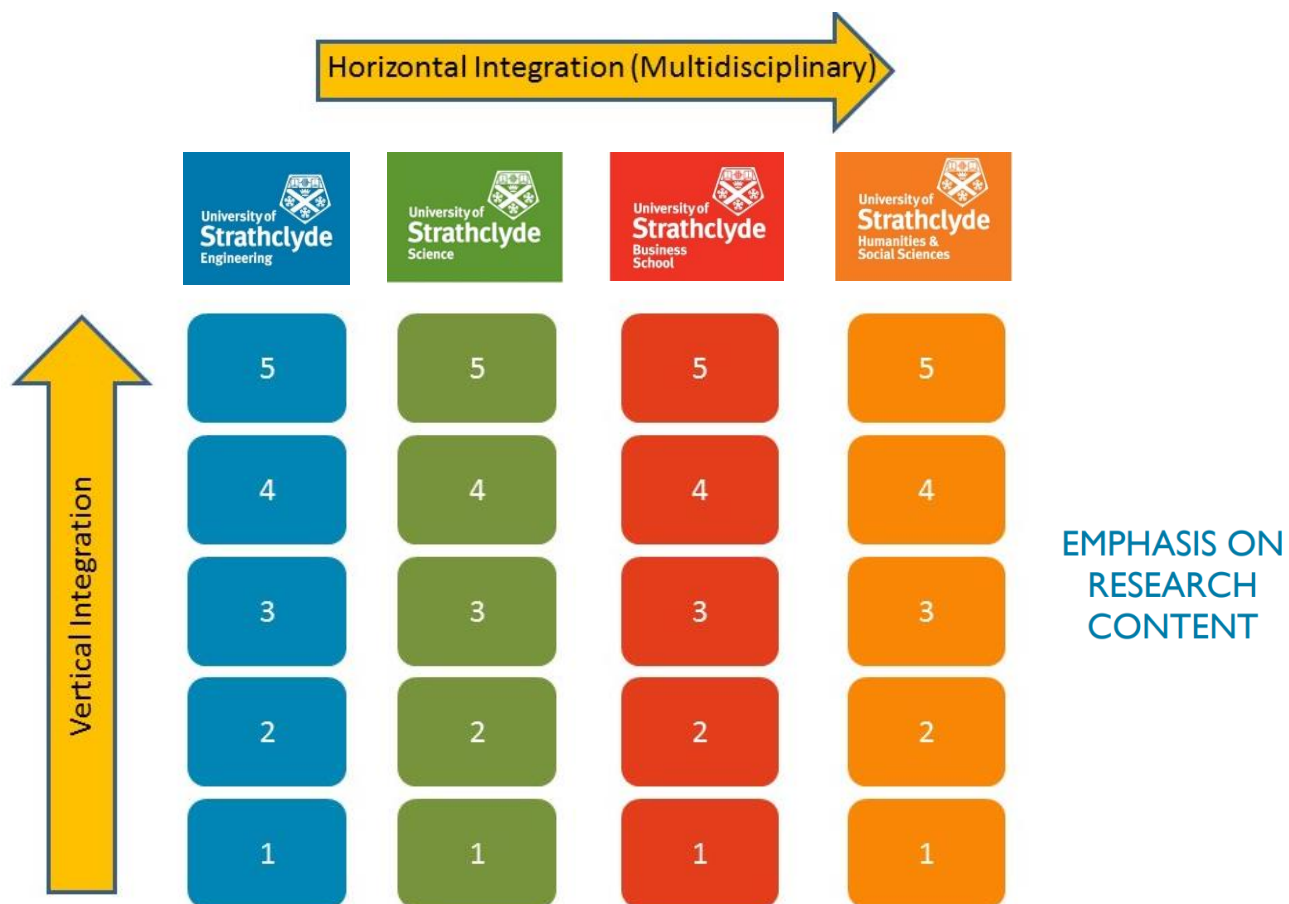 Horizontal Integration (Multidisciplinary)
University of
Strathclyde
Engineering
University of
Strathclyde
Science
University of
Strathclyde
Business
School
University of
Strathclyde
Humanities &
Social Sciences
Vertical Integration
5 5 5 5
4 4 4 4
3 3 3 3
2 2 2 2
1 1 1 1
EMPHASIS ON
RESEARCH
CONTENT